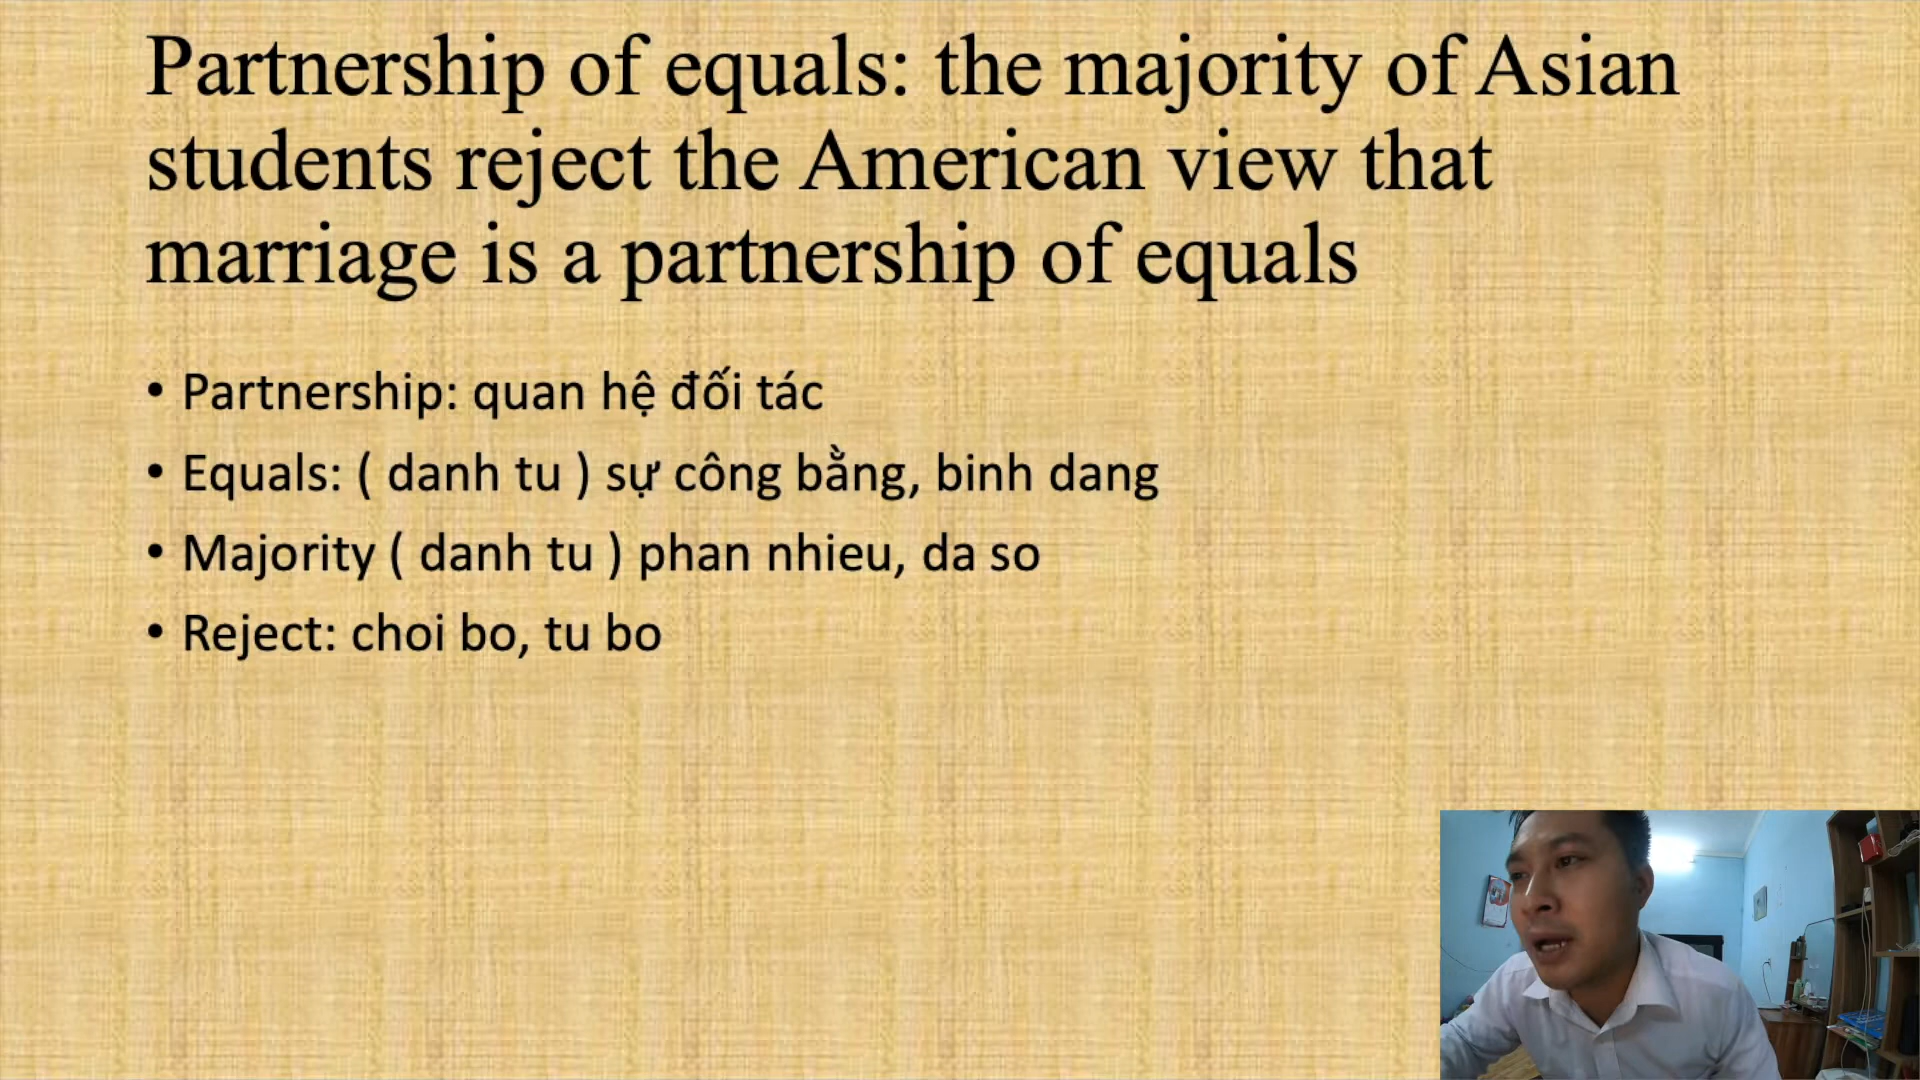 Partnership of equals: the majority of Asian
students reject the American view that
marriage is a partnership of equals
• Partnership: quan hệ đối tác
• Equals: ( danh tu ) sự công bằng, binh dang
• Majority ( danh tu ) phan nhieu, da so
• Reject: choi bo, tu bo